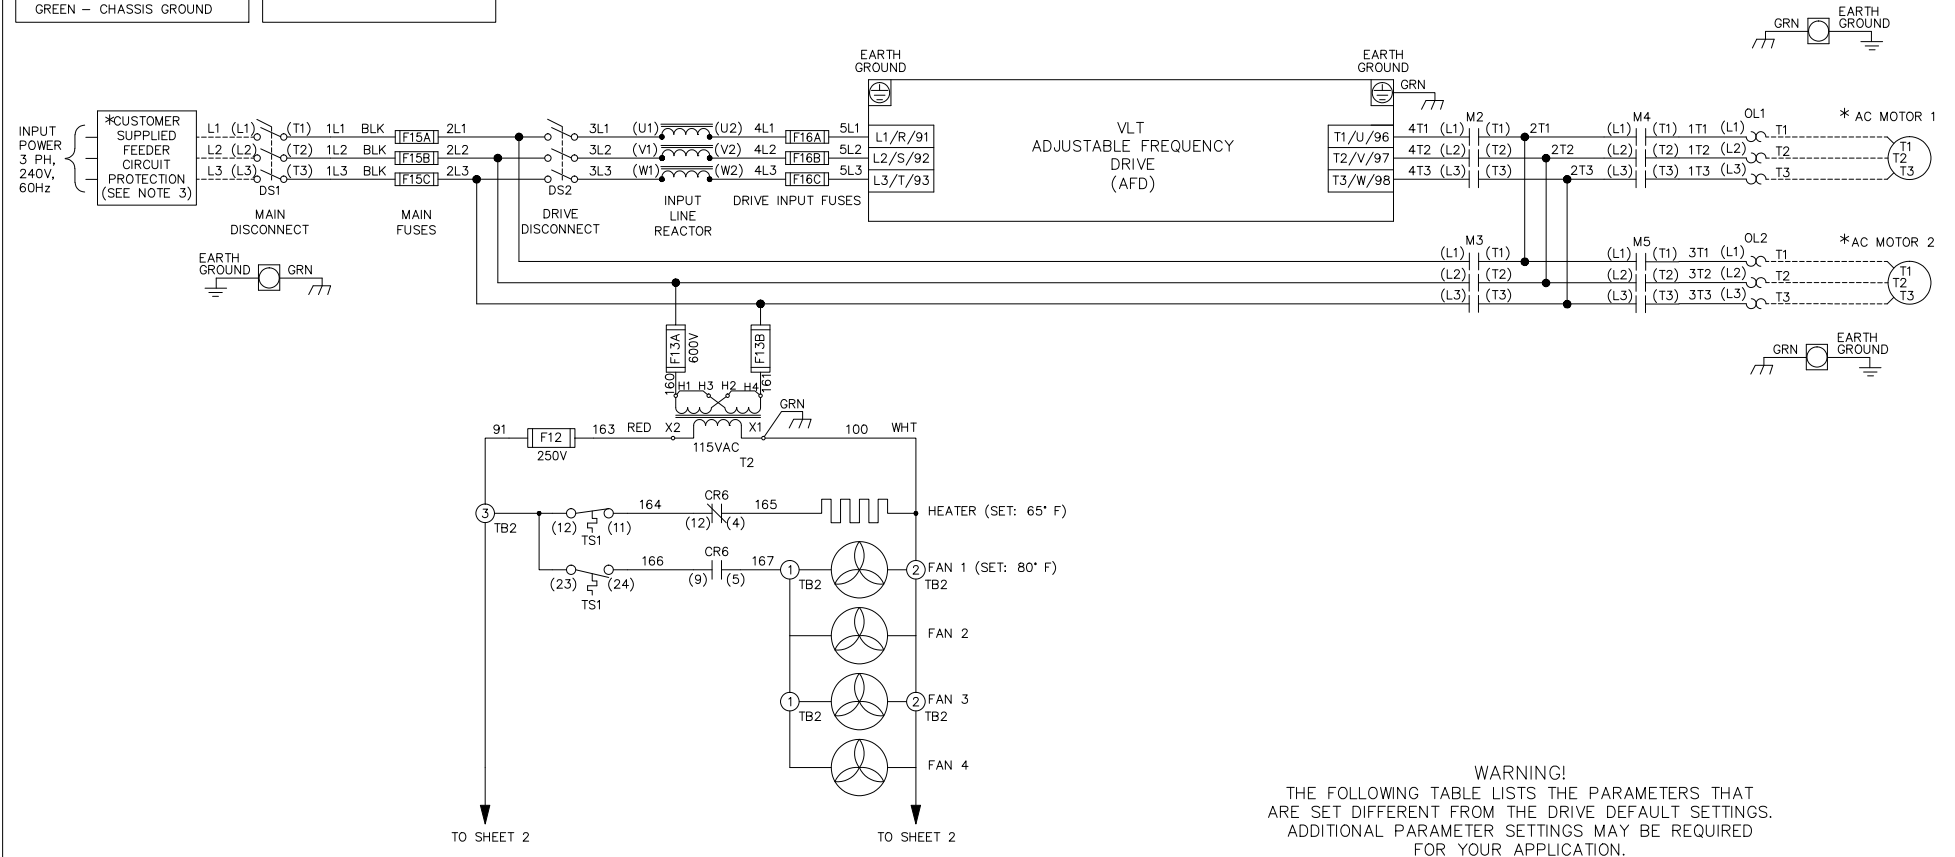 GREEN – CHASSIS GROUND
GRN
EARTH
GROUND
INPUT
POWER
3 PH,
240V,
60Hz
*CUSTOMER
SUPPLIED
FEEDER
CIRCUIT
PROTECTION
(SEE NOTE 3)
L1 (L1) (T1) 1L1 BLK F15A 2L1
L2 (L2) (T2) 1L2 BLK F15B 2L2
L3 (L3) (T3) 1L3 BLK F15C 2L3
DS1
MAIN
DISCONNECT
MAIN
FUSES
3L1 (U1) (U2) 4L1 F16A 5L1
3L2 (V1) (V2) 4L2 F16B 5L2
3L3 (W1) (W2) 4L3 F16C 5L3
DS2
DRIVE
DISCONNECT
INPUT
LINE
REACTOR
DRIVE INPUT FUSES
EARTH
GROUND
L1/R/91
L2/S/92
L3/T/93
VLT
ADJUSTABLE FREQUENCY
DRIVE
(AFD)
EARTH
GROUND
GRN
T1/U/96
T2/V/97
T3/W/98
M2 M4 OL1
4T1 (L1) (T1) 2T1 (L1) (T1) 1T1 (L1) T1
4T2 (L2) (T2) 2T2 (L2) (T2) 1T2 (L2) T2
4T3 (L3) (T3) 2T3 (L3) (T3) 1T3 (L3) T3
* AC MOTOR 1
T1
T2
T3
EARTH
GROUND
GRN
M3 M5 OL2
(L1) (T1) (L1) (T1) 3T1 (L1) T1
(L2) (T2) (L2) (T2) 3T2 (L2) T2
(L3) (T3) (L3) (T3) 3T3 (L3) T3
*AC MOTOR 2
T1
T2
T3
GRN
EARTH
GROUND
F13A
600V
F13B
160
161
H1 H3 H2 H4
GRN
91 F12 163 RED X2 X1 100 WHT
250V
115VAC
T2
3
TB2
(12) (11) 164 CR6 (12) (4) 165
TS1
HEATER (SET: 65° F)
(23) (24) 166 CR6 (9) (5) 167
TS1
1 TB2
2 TB2
FAN 1 (SET: 80° F)
FAN 2
1 TB2
2 TB2
FAN 3
FAN 4
TO SHEET 2
TO SHEET 2
WARNING!
THE FOLLOWING TABLE LISTS THE PARAMETERS THAT
ARE SET DIFFERENT FROM THE DRIVE DEFAULT SETTINGS.
ADDITIONAL PARAMETER SETTINGS MAY BE REQUIRED
FOR YOUR APPLICATION.